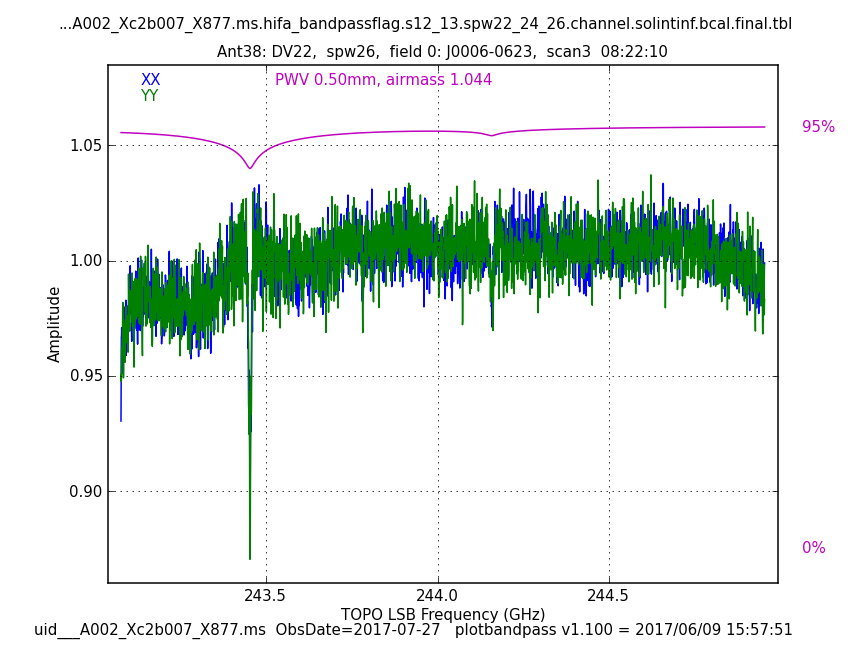 ...A002_Xc2b007_X877.ms.hifa_bandpassflag.s12_13.spw22_24_26.channel.solintinf.bcal.final.tbl
Ant38: DV22,  spw26,  field 0: J0006-0623,  scan3  08:22:10
XX
PWV 0.50mm, airmass 1.044
YY
95%
1.05
1.00
0.95
0.90
Amplitude
0%
243.5
244.0
244.5
TOPO LSB Frequency (GHz)
uid___A002_Xc2b007_X877.ms  ObsDate=2017-07-27   plotbandpass v1.100 = 2017/06/09 15:57:51